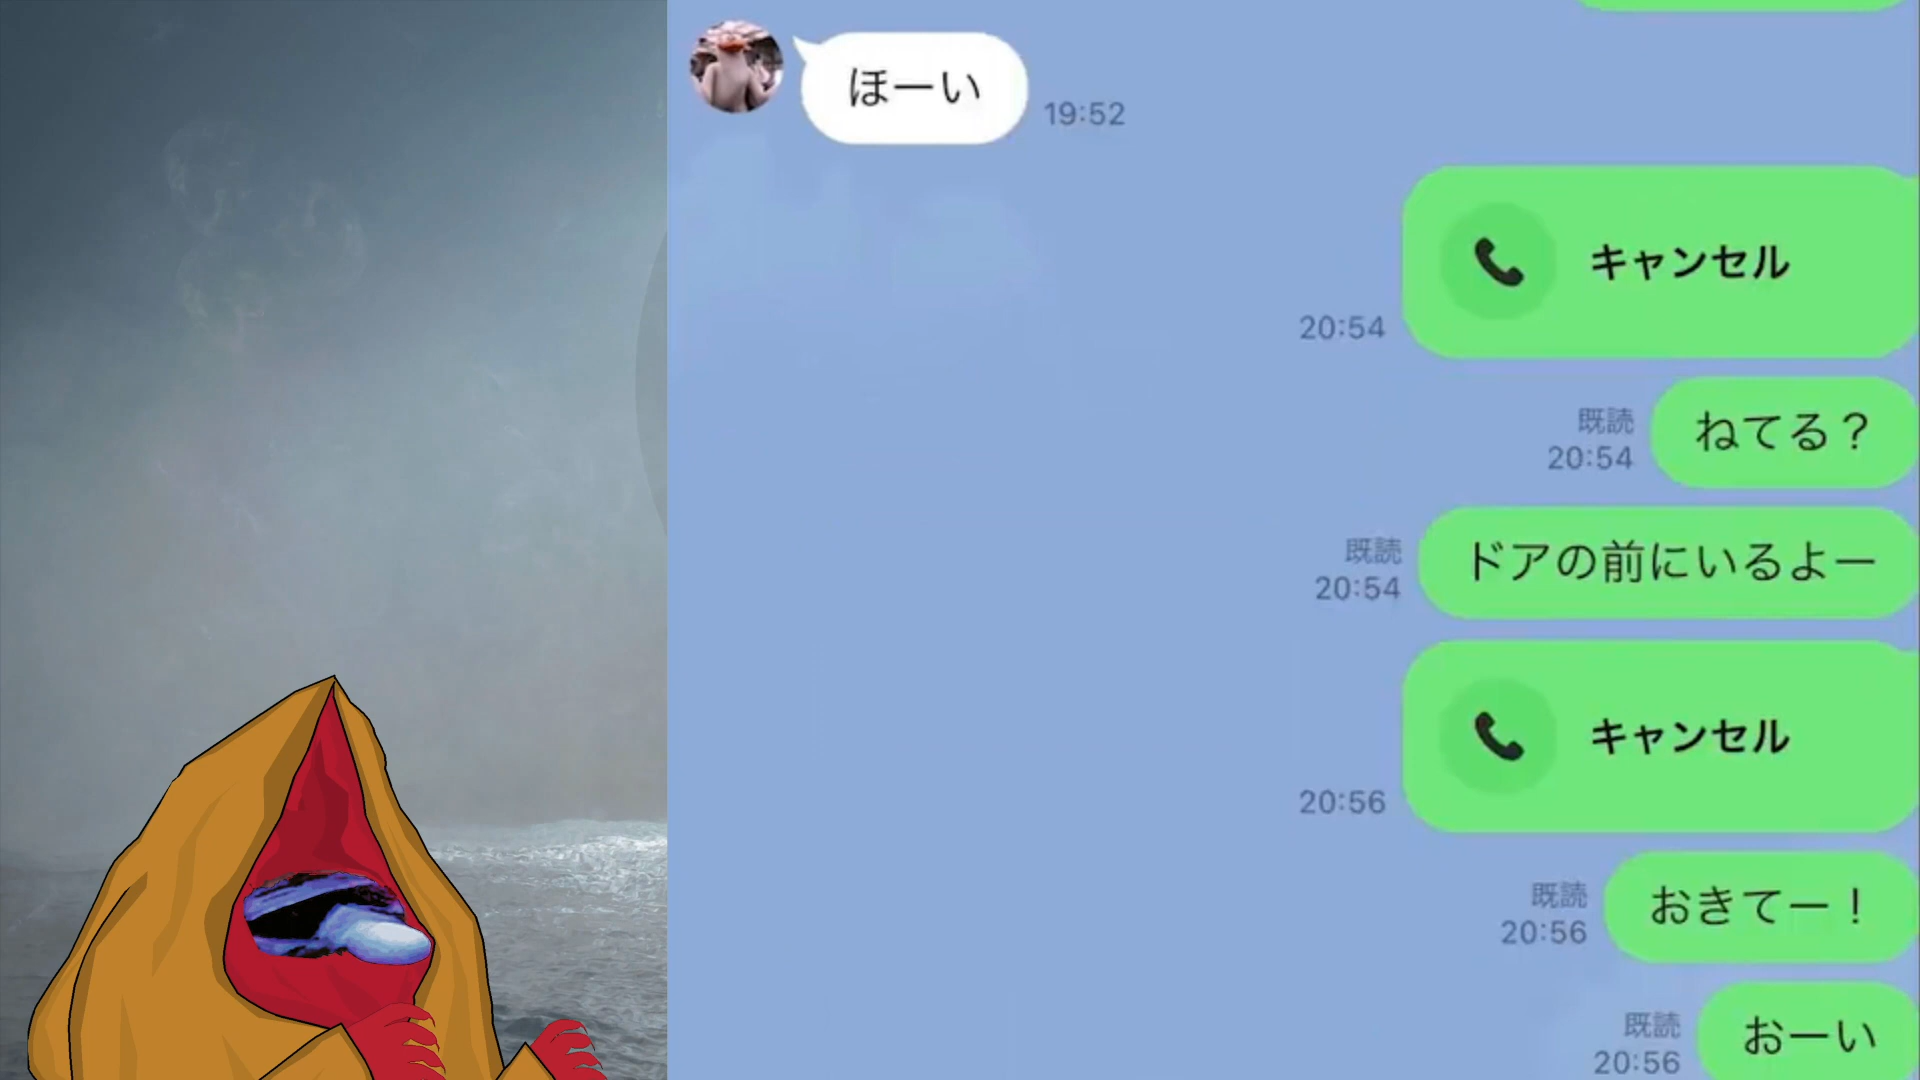 ほーい
19:52
キャンセル
20:54
既読
20:54
ねてる？
既読
20:54
ドアの前にいるよー
キャンセル
20:56
既読
20:56
おきてー！
既読
20:56
おーい